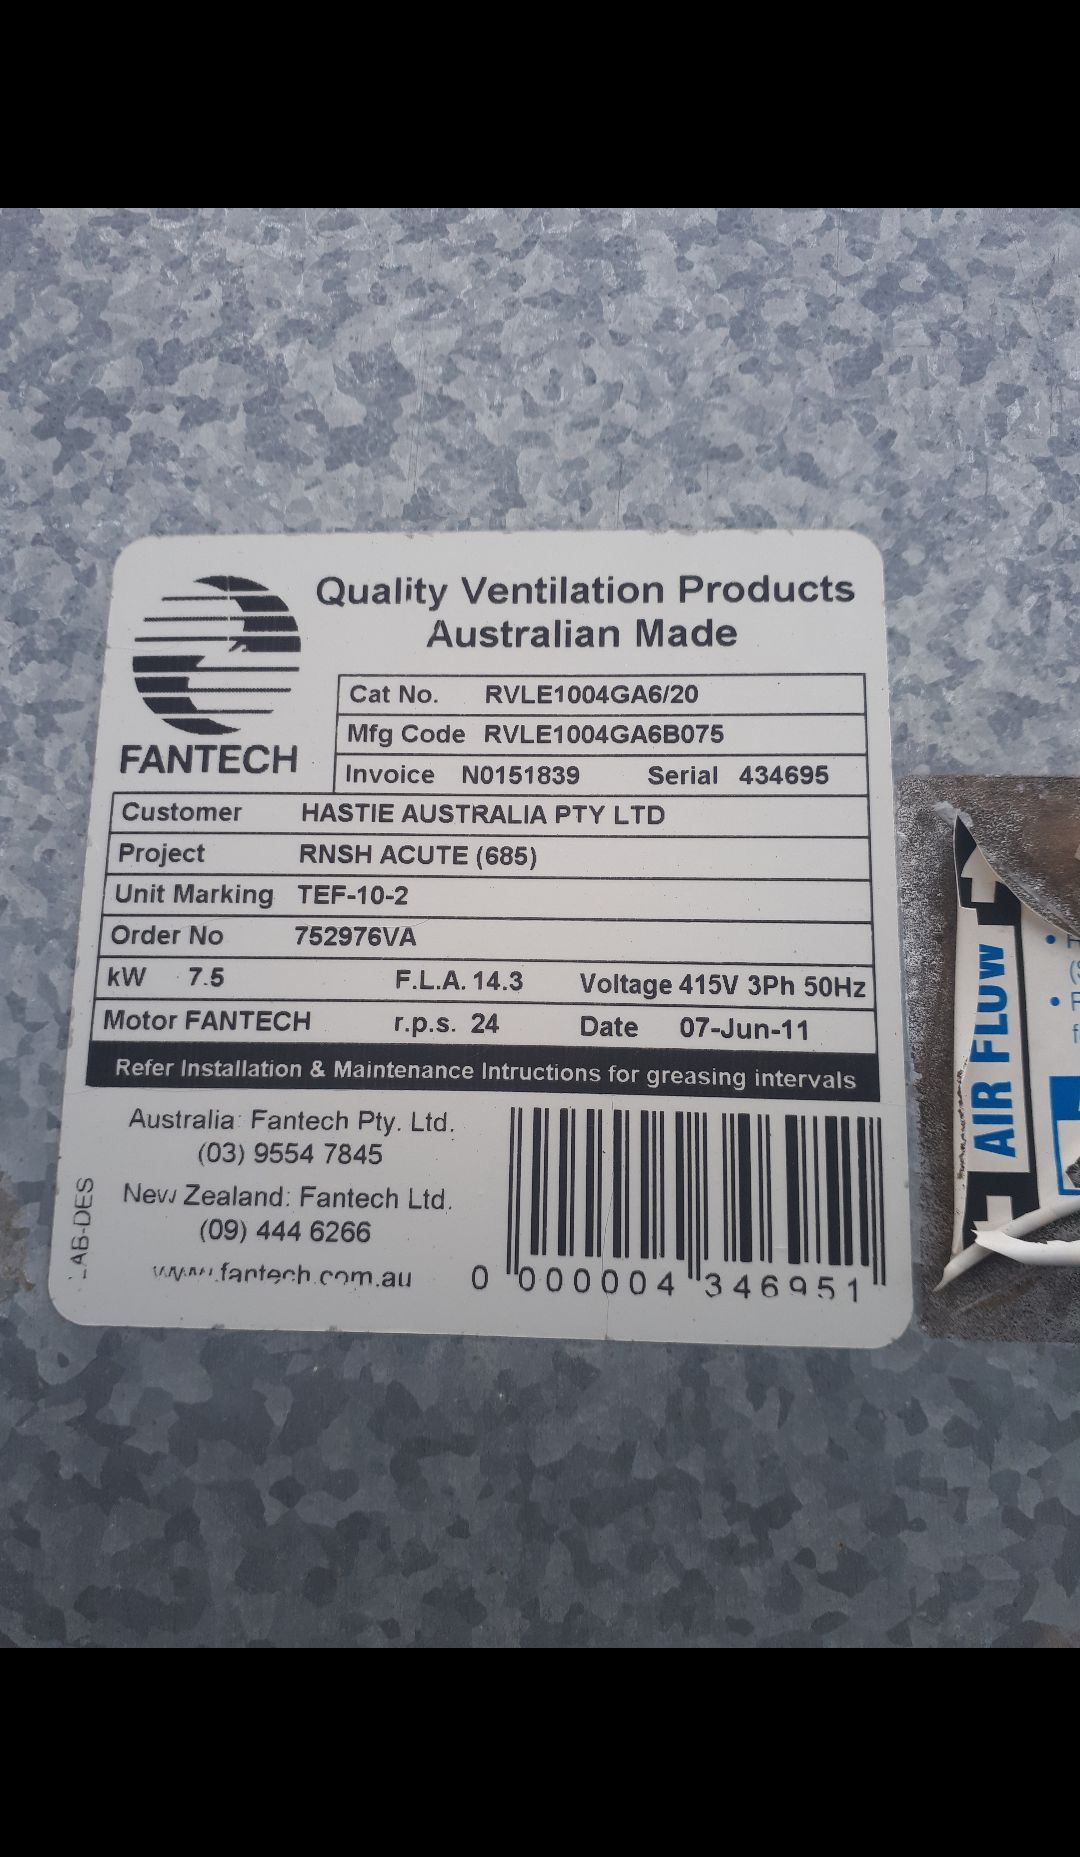 Quality Ventilation Products
Australian Made
FANTECH
Cat No. RVLE1004GA6/20
Mfg Code RVLE1004GA6B075
Invoice N0151839 Serial 434695
Customer HASTIE AUSTRALIA PTY LTD
Project RNSH ACUTE (685)
Unit Marking TEF-10-2
Order No 752976VA
kW 7.5 F.L.A. 14.3 Voltage 415V 3Ph 50Hz
Motor FANTECH r.p.s. 24 Date 07-Jun-11
Refer Installation & Maintenance Intructions for greasing intervals
Australia: Fantech Pty. Ltd.
(03) 9554 7845
New Zealand: Fantech Ltd.
(09) 444 6266
www.fantech.com.au
0 000004 346951
AIR FLOW